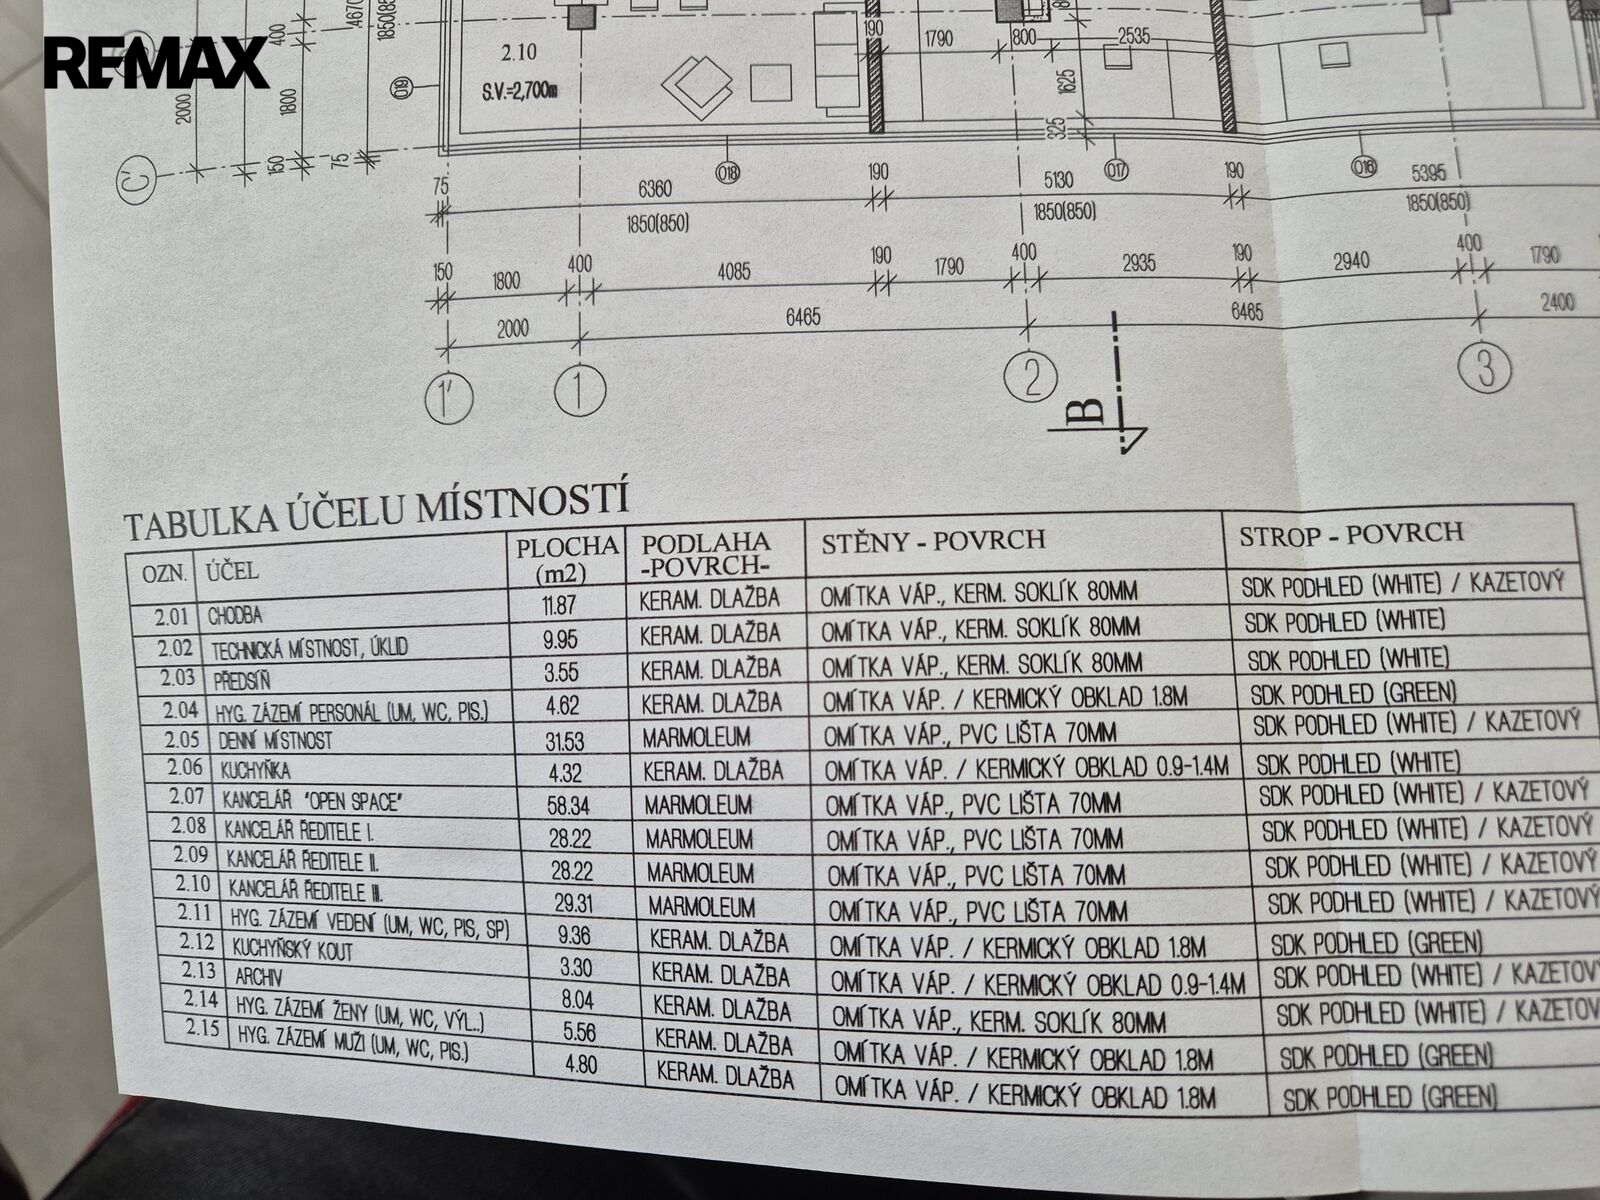 RE/MAX
400
4670
1850(85
190
1790
800
2535
2.10
S.V.=2,700m
2000
1800
019
1625
325
150
75
C'
018
017
016
75
6360
190
5130
190
5395
1850(850)
1850(850)
1850(850)
150
1800
400
4085
190
1790
400
2935
190
2940
400
1790
2000
6465
6465
2400
1'
1
2
3
B
TABULKA ÚČELU MÍSTNOSTÍ
OZN. ÚČEL PLOCHA (m2) PODLAHA -POVRCH- STĚNY - POVRCH STROP - POVRCH
2.01 CHODBA 11.87 KERAM. DLAŽBA OMÍTKA VÁP., KERM. SOKLÍK 80MM SDK PODHLED (WHITE) / KAZETOVÝ
2.02 TECHNICKÁ MÍSTNOST, ÚKLID 9.95 KERAM. DLAŽBA OMÍTKA VÁP., KERM. SOKLÍK 80MM SDK PODHLED (WHITE)
2.03 PŘEDSÍŇ 3.55 KERAM. DLAŽBA OMÍTKA VÁP., KERM. SOKLÍK 80MM SDK PODHLED (WHITE)
2.04 HYG. ZÁZEMÍ PERSONÁL (UM, WC, PIS.) 4.62 KERAM. DLAŽBA OMÍTKA VÁP. / KERMICKÝ OBKLAD 1.8M SDK PODHLED (GREEN)
2.05 DENNÍ MÍSTNOST 31.53 MARMOLEUM OMÍTKA VÁP., PVC LIŠTA 70MM SDK PODHLED (WHITE) / KAZETOVÝ
2.06 KUCHYŇKA 4.32 KERAM. DLAŽBA OMÍTKA VÁP. / KERMICKÝ OBKLAD 0.9-1.4M SDK PODHLED (WHITE)
2.07 KANCELÁŘ "OPEN SPACE" 58.34 MARMOLEUM OMÍTKA VÁP., PVC LIŠTA 70MM SDK PODHLED (WHITE) / KAZETOVÝ
2.08 KANCELÁŘ ŘEDITELE I. 28.22 MARMOLEUM OMÍTKA VÁP., PVC LIŠTA 70MM SDK PODHLED (WHITE) / KAZETOVÝ
2.09 KANCELÁŘ ŘEDITELE II. 28.22 MARMOLEUM OMÍTKA VÁP., PVC LIŠTA 70MM SDK PODHLED (WHITE) / KAZETOVÝ
2.10 KANCELÁŘ ŘEDITELE III. 29.31 MARMOLEUM OMÍTKA VÁP., PVC LIŠTA 70MM SDK PODHLED (WHITE) / KAZETOVÝ
2.11 HYG. ZÁZEMÍ VEDENÍ (UM, WC, PIS, SP) 9.36 KERAM. DLAŽBA OMÍTKA VÁP. / KERMICKÝ OBKLAD 1.8M SDK PODHLED (GREEN)
2.12 KUCHYŇSKÝ KOUT 3.30 KERAM. DLAŽBA OMÍTKA VÁP. / KERMICKÝ OBKLAD 0.9-1.4M SDK PODHLED (WHITE) / KAZETOV
2.13 ARCHIV 8.04 KERAM. DLAŽBA OMÍTKA VÁP., KERM. SOKLÍK 80MM SDK PODHLED (WHITE) / KAZETOV
2.14 HYG. ZÁZEMÍ ŽENY (UM, WC, VÝL..) 5.56 KERAM. DLAŽBA OMÍTKA VÁP. / KERMICKÝ OBKLAD 1.8M SDK PODHLED (GREEN)
2.15 HYG. ZÁZEMÍ MUŽI (UM, WC, PIS.) 4.80 KERAM. DLAŽBA OMÍTKA VÁP. / KERMICKÝ OBKLAD 1.8M SDK PODHLED (GREEN)